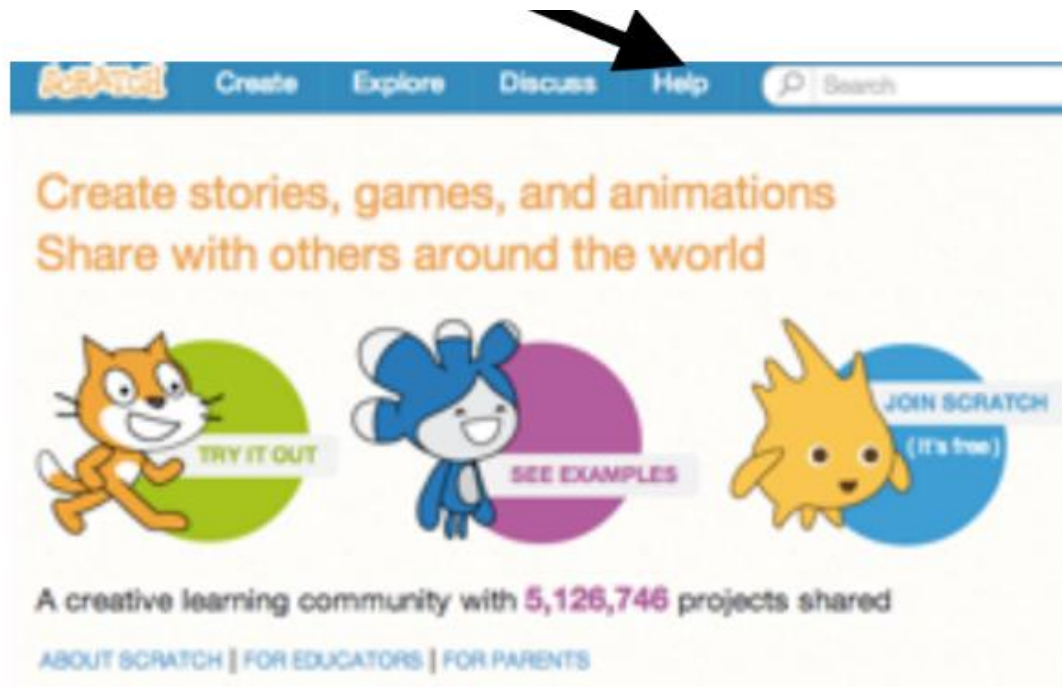 SCRATCH Create Explore Discuss Help Search
Create stories, games, and animations
Share with others around the world
TRY IT OUT
SEE EXAMPLES
JOIN SCRATCH
(it's free)
A creative learning community with 5,126,746 projects shared
ABOUT SCRATCH | FOR EDUCATORS | FOR PARENTS